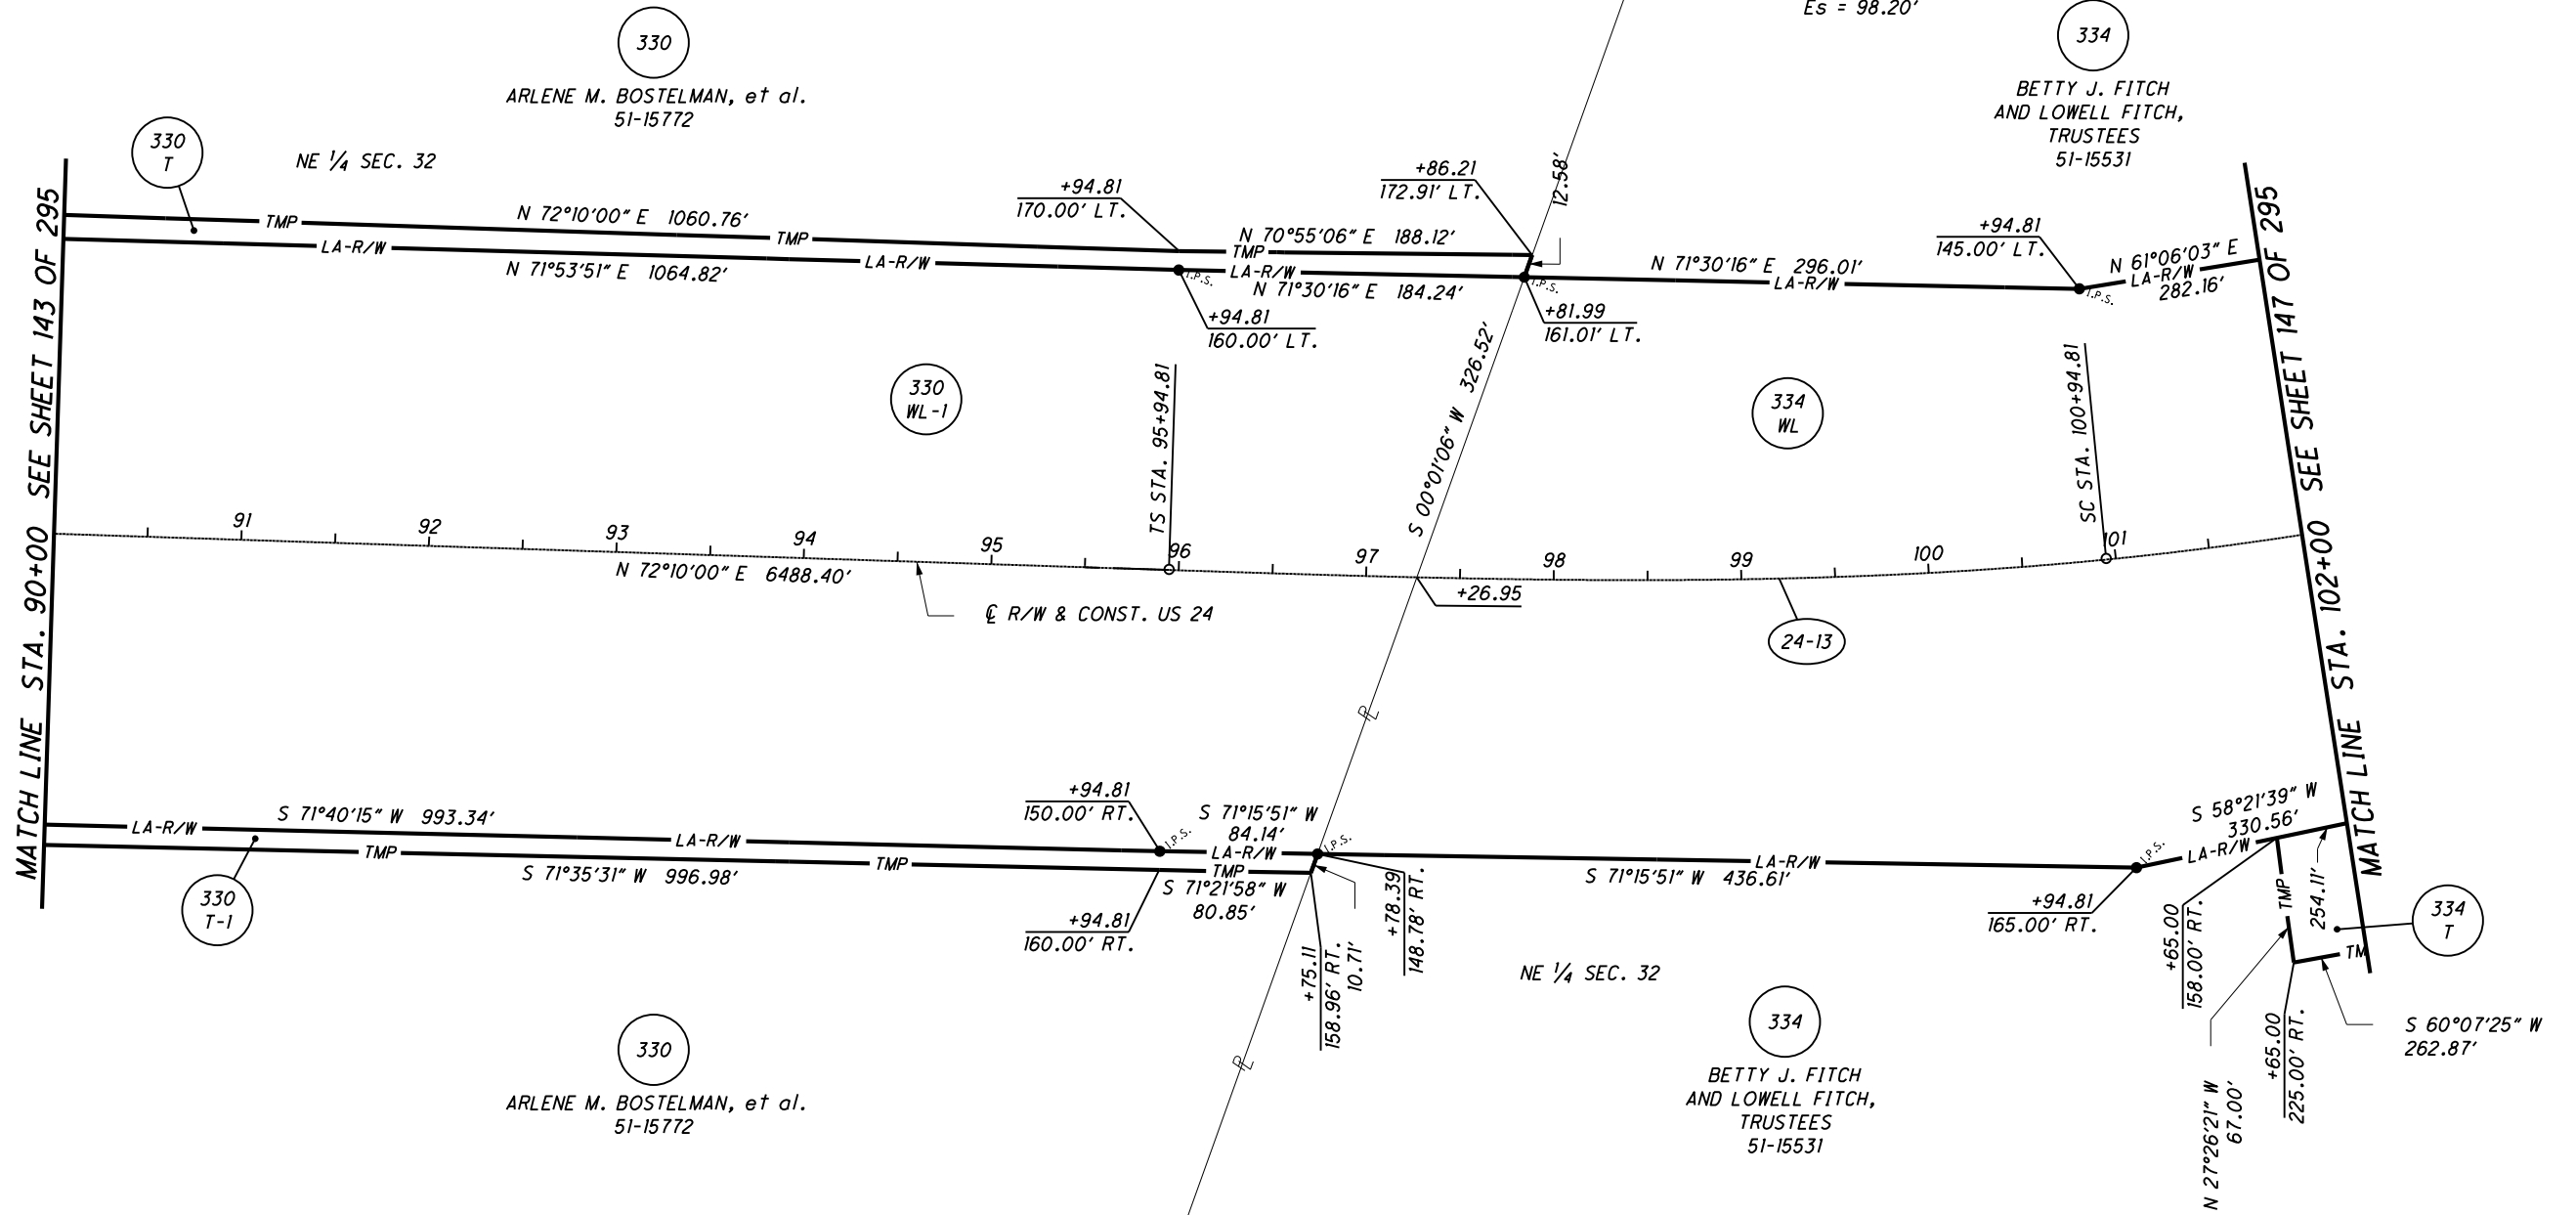 Es = 98.20'
330
ARLENE M. BOSTELMAN, et al.
51-15772
334
BETTY J. FITCH
AND LOWELL FITCH,
TRUSTEES
51-15531
330
T
NE 1/4 SEC. 32
MATCH LINE STA. 90+00 SEE SHEET 143 OF 295
TMP
N 72°10'00" E 1060.76'
TMP
LA-R/W
N 71°53'51" E 1064.82'
LA-R/W
+94.81
170.00' LT.
+86.21
172.91' LT.
12.58'
N 70°55'06" E 188.12'
TMP
LA-R/W
I.P.S.
N 71°30'16" E 184.24'
I.P.S.
+94.81
160.00' LT.
+81.99
161.01' LT.
N 71°30'16" E 296.01'
LA-R/W
+94.81
145.00' LT.
N 61°06'03" E
LA-R/W
282.16'
I.P.S.
MATCH LINE STA. 102+00 SEE SHEET 147 OF 295
330
WL-1
TS STA. 95+94.81
S 00°01'06" W 326.52'
334
WL
SC STA. 100+94.81
91
92
93
94
95
96
97
98
99
100
101
N 72°10'00" E 6488.40'
℄ R/W & CONST. US 24
+26.95
24-13
PL
S 71°40'15" W 993.34'
LA-R/W
LA-R/W
TMP
TMP
S 71°35'31" W 996.98'
330
T-1
+94.81
150.00' RT.
I.P.S.
S 71°15'51" W
84.14'
LA-R/W
I.P.S.
TMP
S 71°21'58" W
80.85'
+94.81
160.00' RT.
+75.11
158.96' RT.
10.71'
+78.39
148.78' RT.
LA-R/W
S 71°15'51" W 436.61'
+94.81
165.00' RT.
I.P.S.
S 58°21'39" W
330.56'
LA-R/W
+65.00
158.00' RT.
TMP
254.11'
TM
334
T
S 60°07'25" W
262.87'
+65.00
225.00' RT.
N 27°26'21" W
67.00'
NE 1/4 SEC. 32
334
BETTY J. FITCH
AND LOWELL FITCH,
TRUSTEES
51-15531
PL
330
ARLENE M. BOSTELMAN, et al.
51-15772